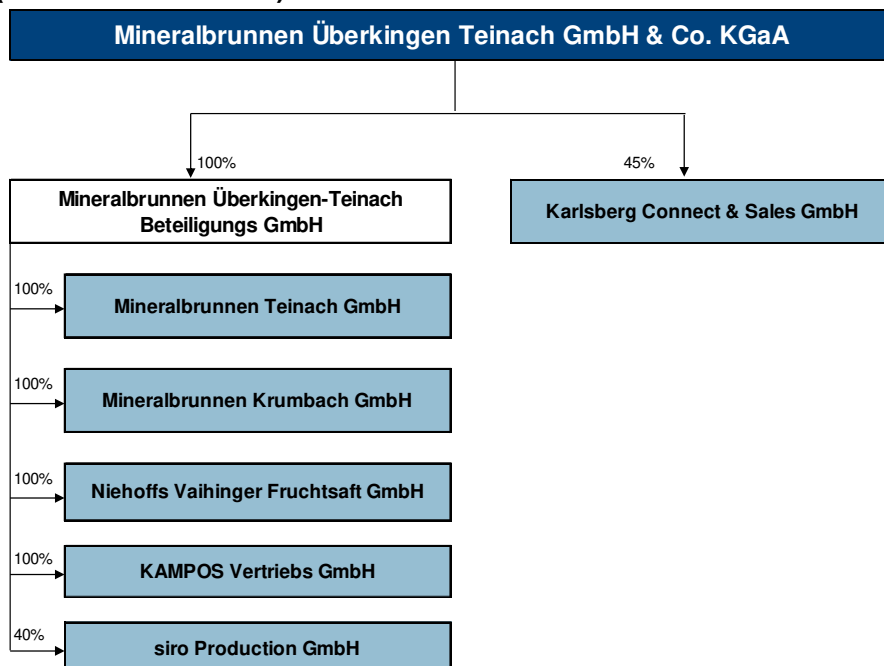 Mineralbrunnen Überkingen Teinach GmbH & Co. KGaA
100%
45%
Mineralbrunnen Überkingen-Teinach
Beteiligungs GmbH
Karlsberg Connect & Sales GmbH
100%
Mineralbrunnen Teinach GmbH
100%
Mineralbrunnen Krumbach GmbH
100%
Niehoffs Vaihinger Fruchtsaft GmbH
100%
KAMPOS Vertriebs GmbH
40%
siro Production GmbH